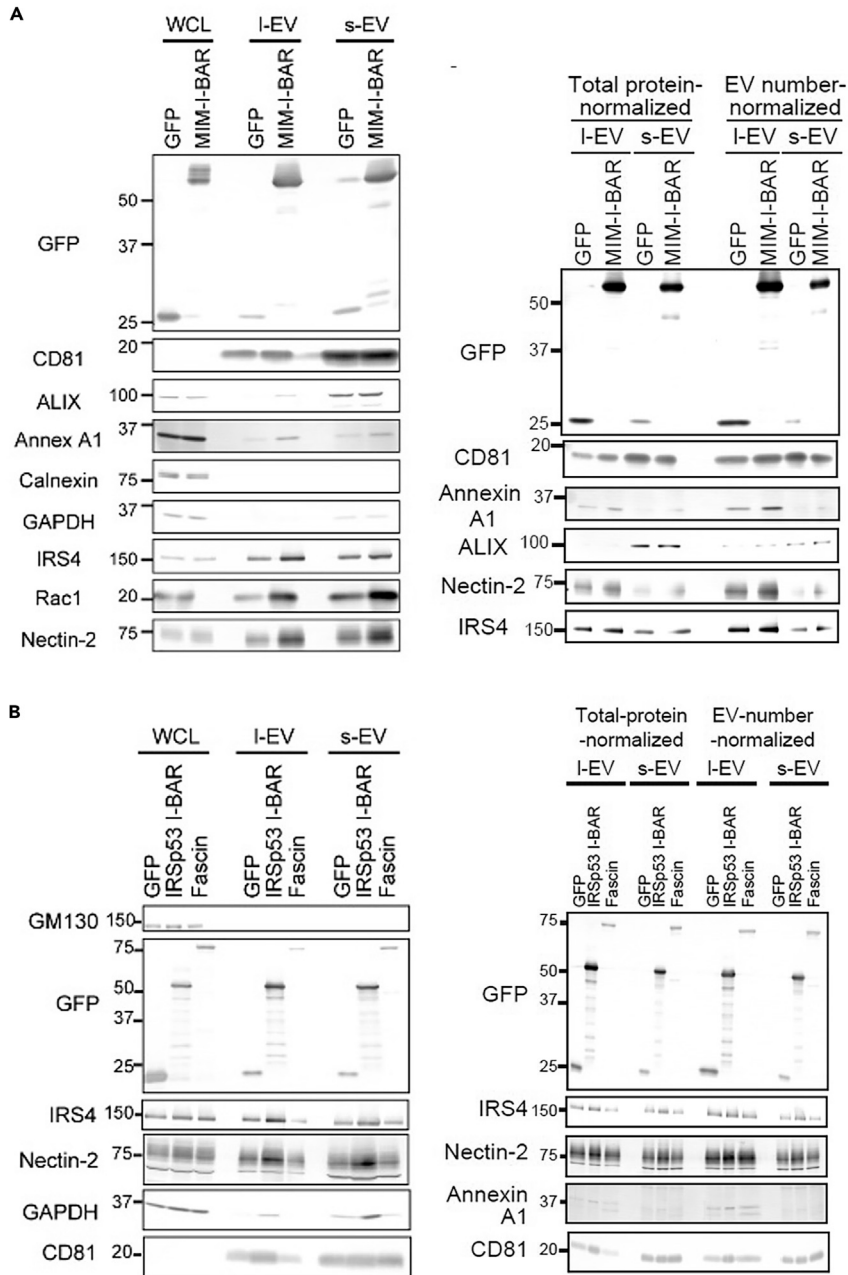 A
WCL I-EV s-EV
GFP MIM-I-BAR GFP MIM-I-BAR GFP MIM-I-BAR
GFP 50 37 25
CD81 20
ALIX 100
Annex A1 37
Calnexin 75
GAPDH 37
IRS4 150
Rac1 20
Nectin-2 75
Total protein- EV number-
normalized normalized
I-EV s-EV I-EV s-EV
GFP MIM-I-BAR GFP MIM-I-BAR GFP MIM-I-BAR GFP MIM-I-BAR
GFP 50 37 25
CD81 20
Annexin 37
A1
ALIX 100
Nectin-2 75
IRS4 150
B
WCL I-EV s-EV
GFP IRSp53 I-BAR Fascin GFP IRSp53 I-BAR Fascin GFP IRSp53 I-BAR Fascin
GM130 150
GFP 75 50 37 25
IRS4 150
Nectin-2 75
GAPDH 37
CD81 20
Total-protein EV-number
-normalized -normalized
I-EV s-EV I-EV s-EV
GFP IRSp53 I-BAR Fascin GFP IRSp53 I-BAR Fascin GFP IRSp53 I-BAR Fascin GFP IRSp53 I-BAR Fascin
GFP 75 50 37 25
IRS4 150
Nectin-2 75
Annexin 37
A1
CD81 20